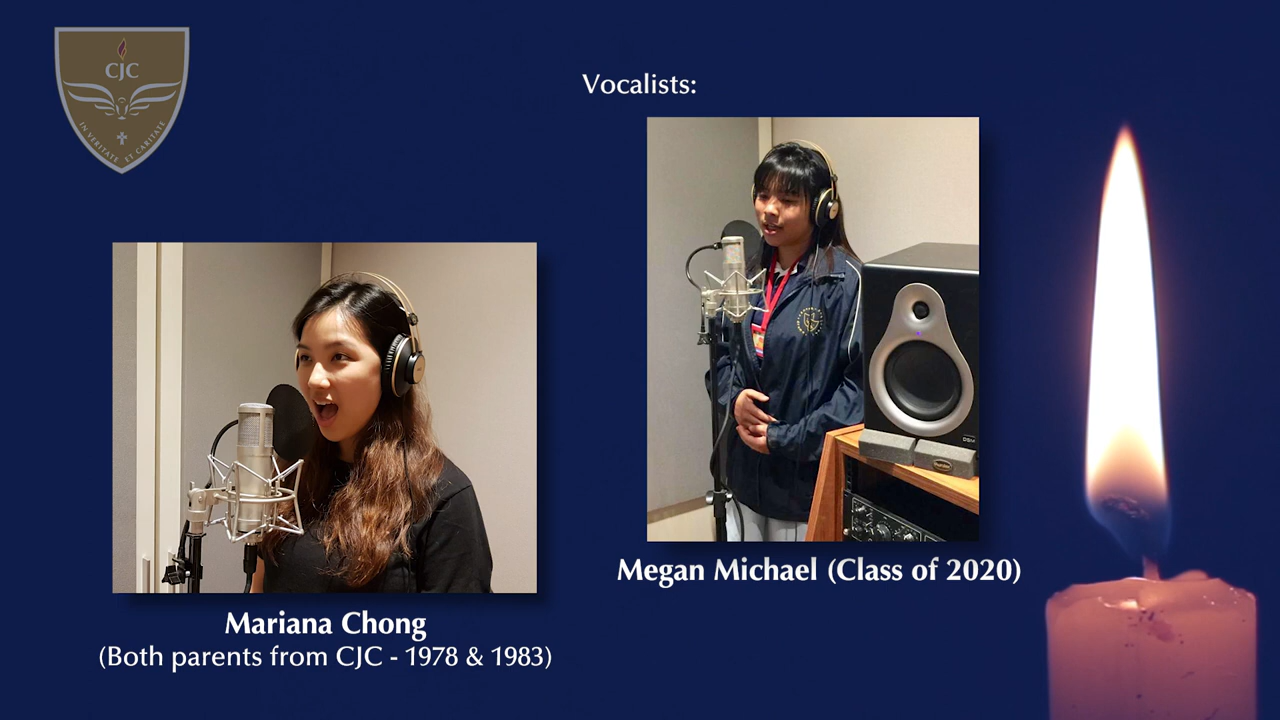 CJC
IN VERITATE ET CARITATE
Vocalists:
Megan Michael (Class of 2020)
Mariana Chong
(Both parents from CJC - 1978 & 1983)